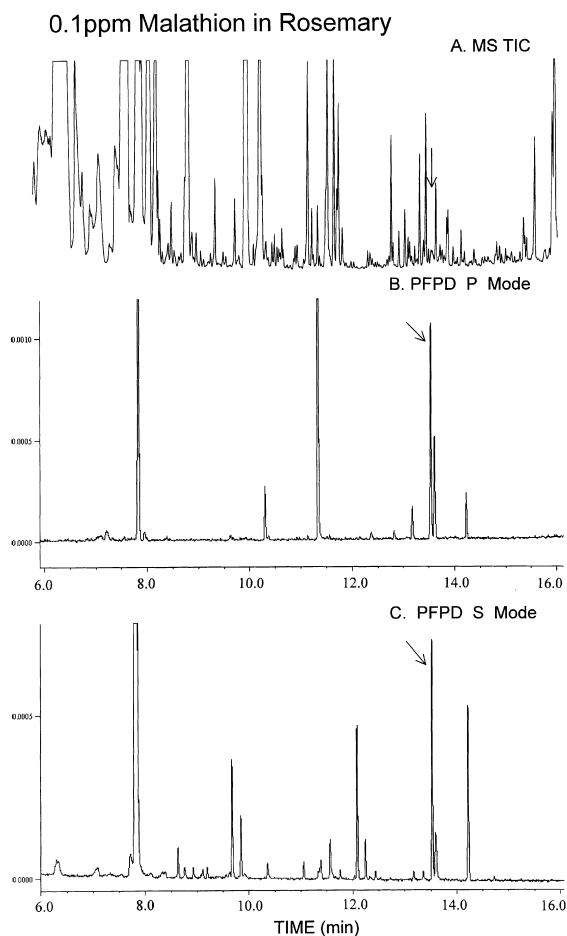 0.1ppm Malathion in Rosemary
A. MS TIC
B. PFPD P Mode
0.0010
0.0005
0.0000
6.0 8.0 10.0 12.0 14.0 16.0
C. PFPD S Mode
0.0005
0.0000
6.0 8.0 10.0 12.0 14.0 16.0
TIME (min)